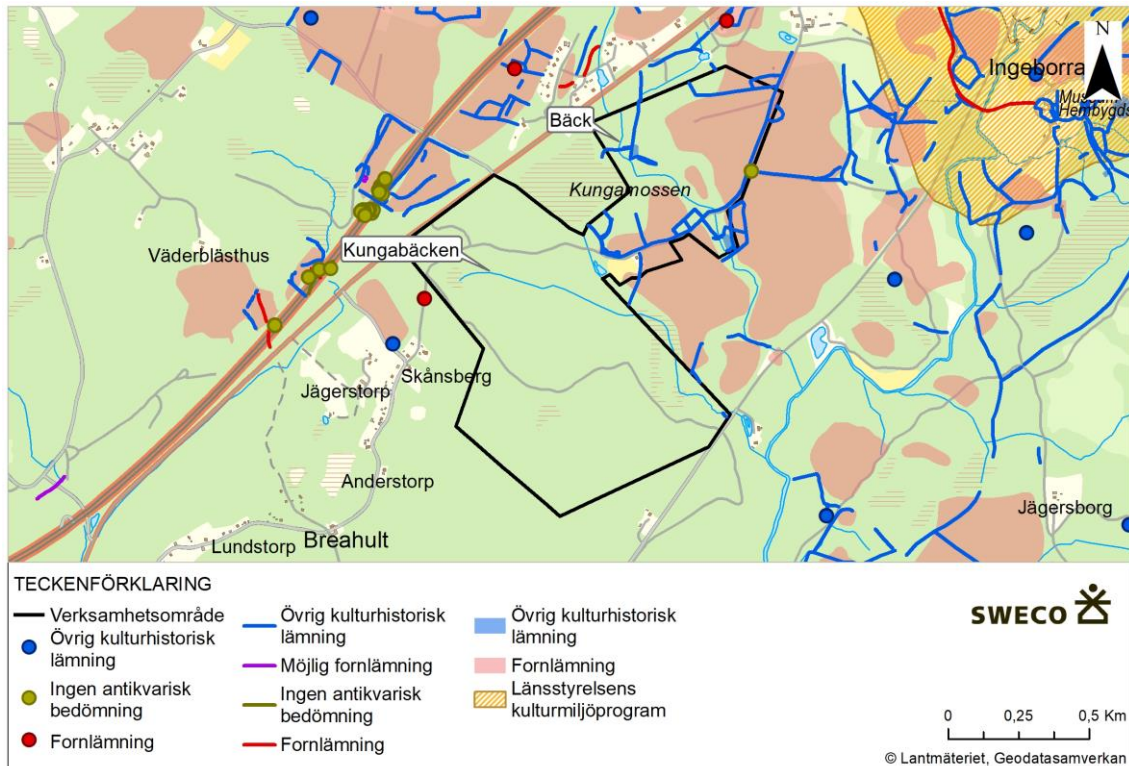 N
Ingeborra
Museum
Hembygds
Bäck
Kungamossen
Väderblästhus
Kungabäcken
Skånsberg
Jägerstorp
Anderstorp
Jägersborg
Lundstorp
Breahult
TECKENFÖRKLARING
Verksamhetsområde
Övrig kulturhistorisk
lämning
Ingen antikvarisk
bedömning
Fornlämning
Övrig kulturhistorisk
lämning
Möjlig fornlämning
Ingen antikvarisk
bedömning
Fornlämning
Övrig kulturhistorisk
lämning
Fornlämning
Länsstyrelsens
kulturmiljöprogram
SWECO
0 0,25 0,5 Km
© Lantmäteriet, Geodatasamverkan